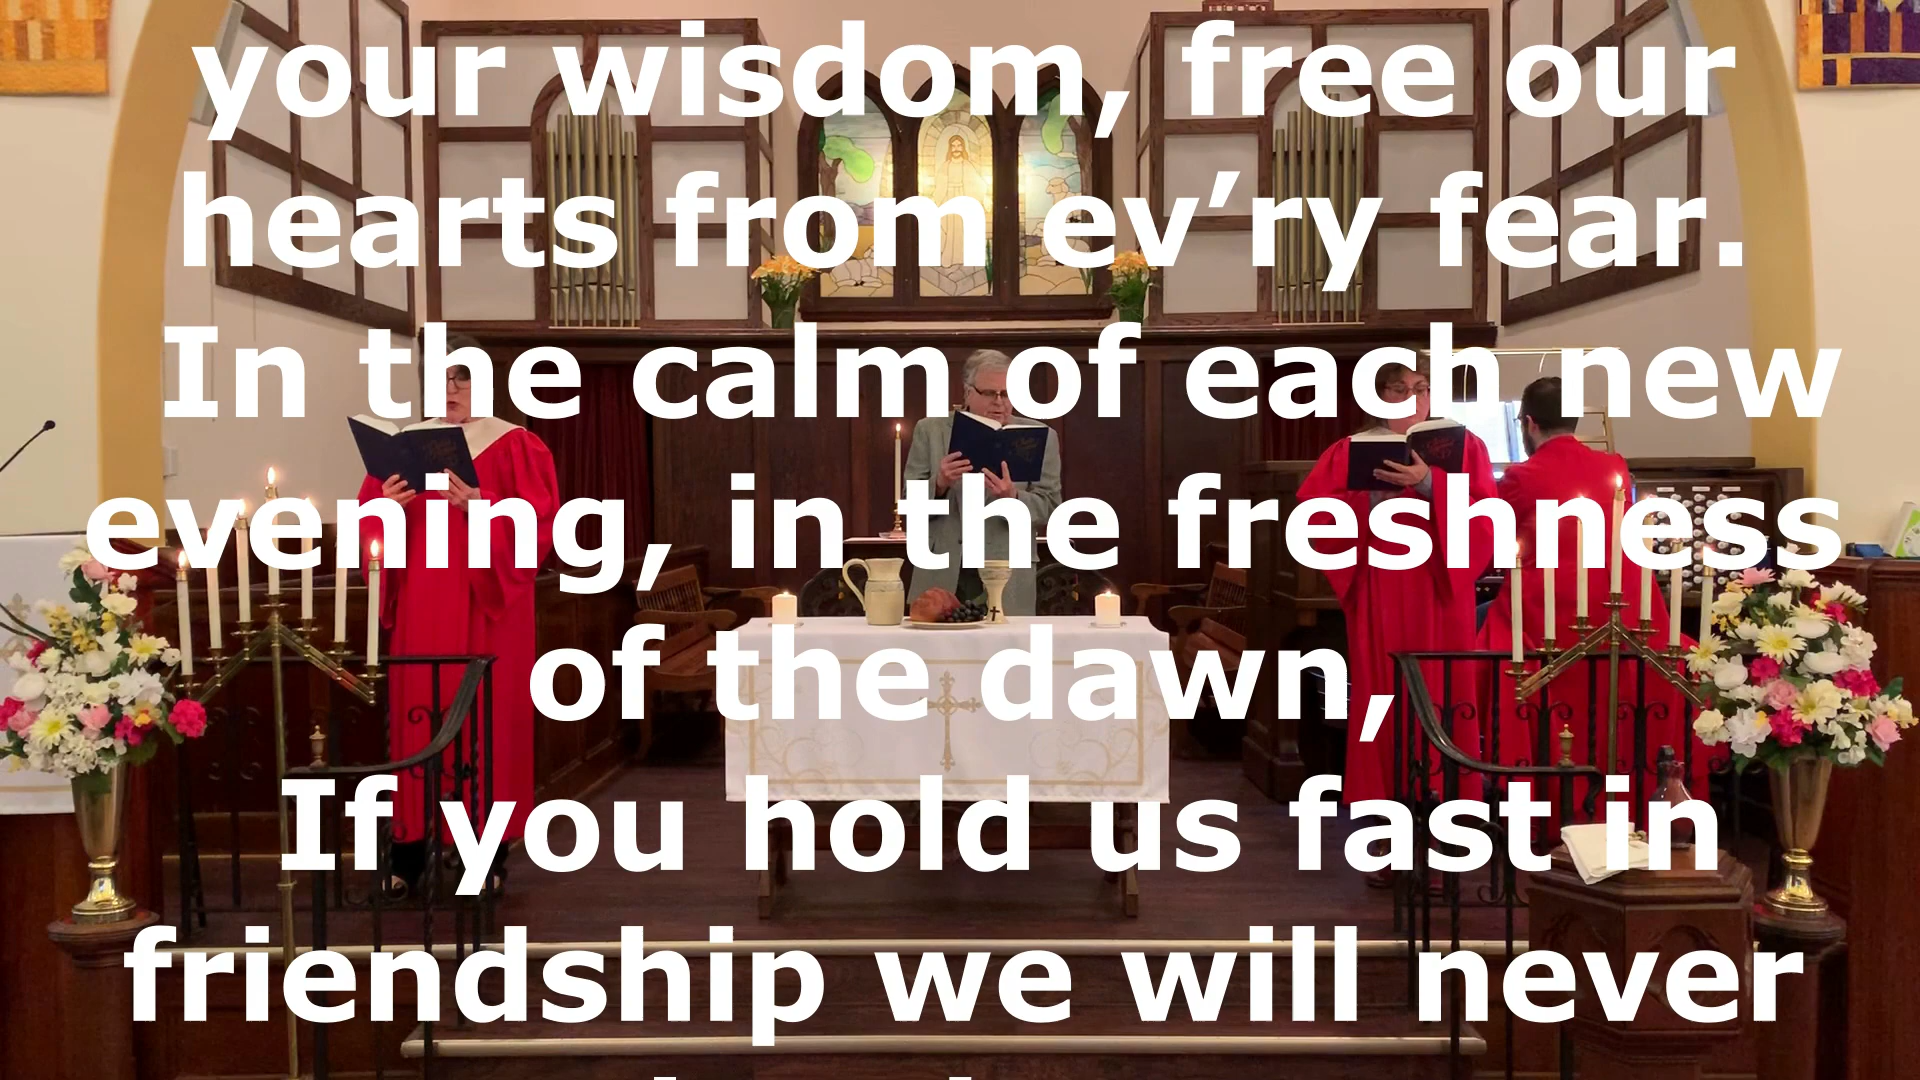 your wisdom, free our
hearts from ev’ry fear.
In the calm of each new
evening, in the freshness
of the dawn,
If you hold us fast in
friendship we will never